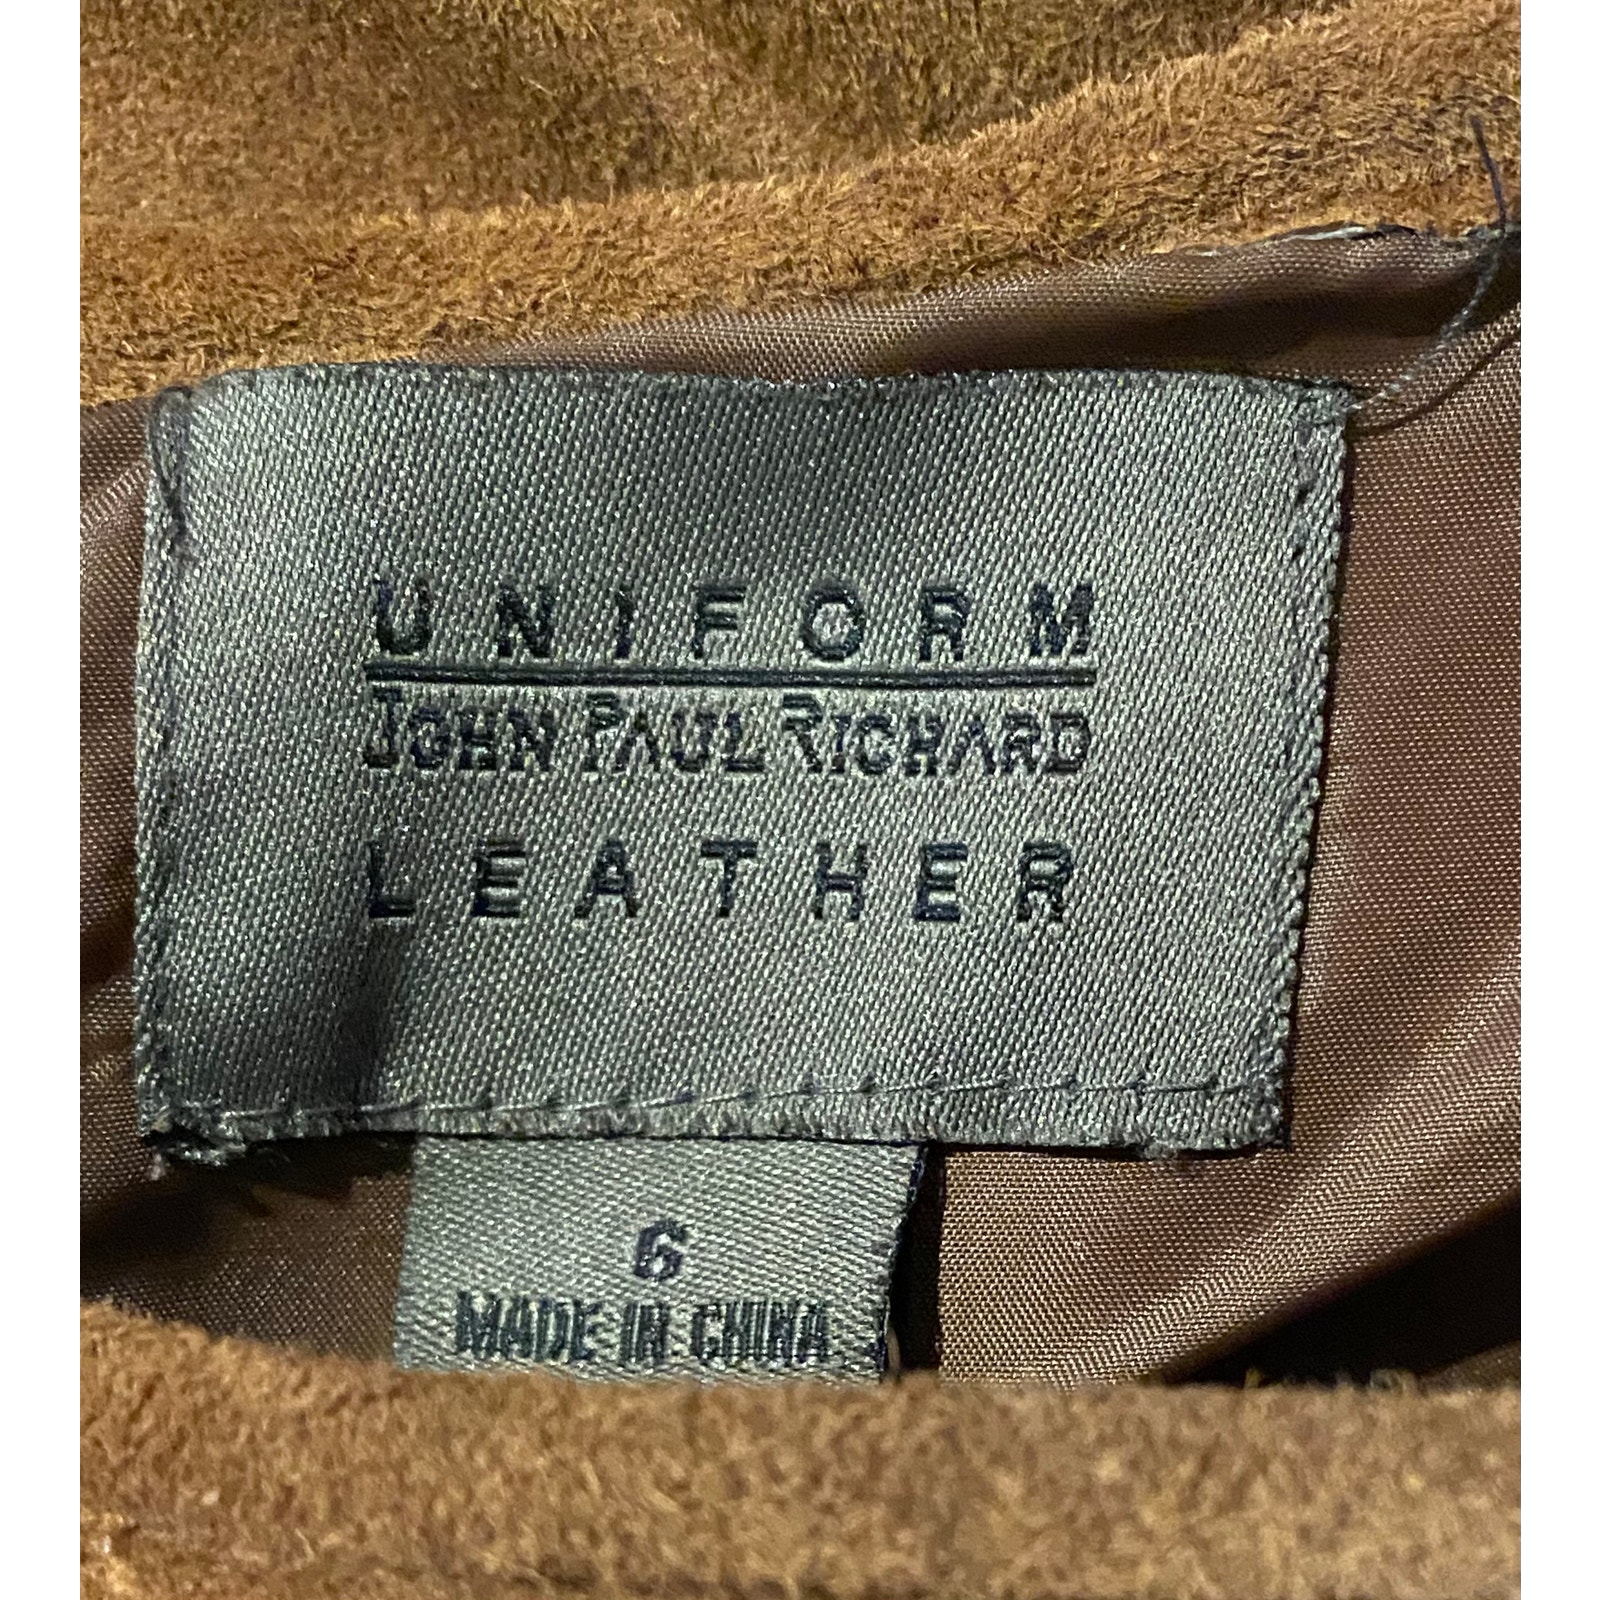 UNIFORM
JOHN PAUL RICHARD
LEATHER
6
MADE IN CHINA